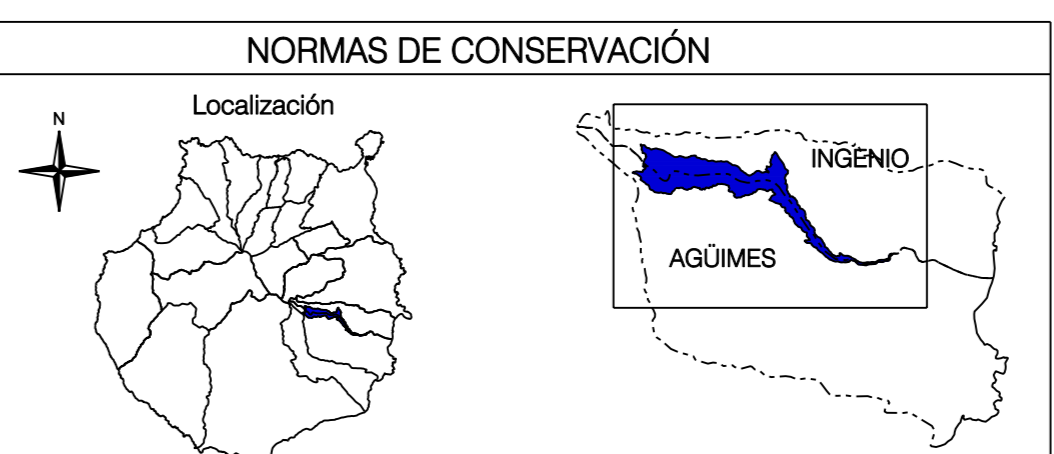 NORMAS DE CONSERVACIÓN
Localización
N
INGENIO
AGÜIMES